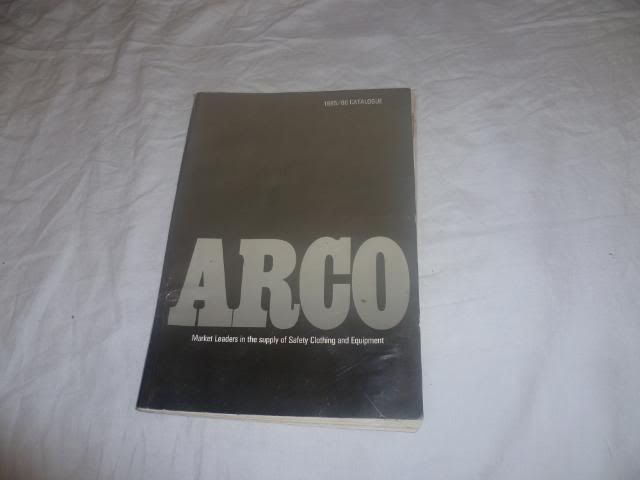 1985/86 CATALOGUE
ARCO
Market Leaders in the supply of Safety Clothing and Equipment